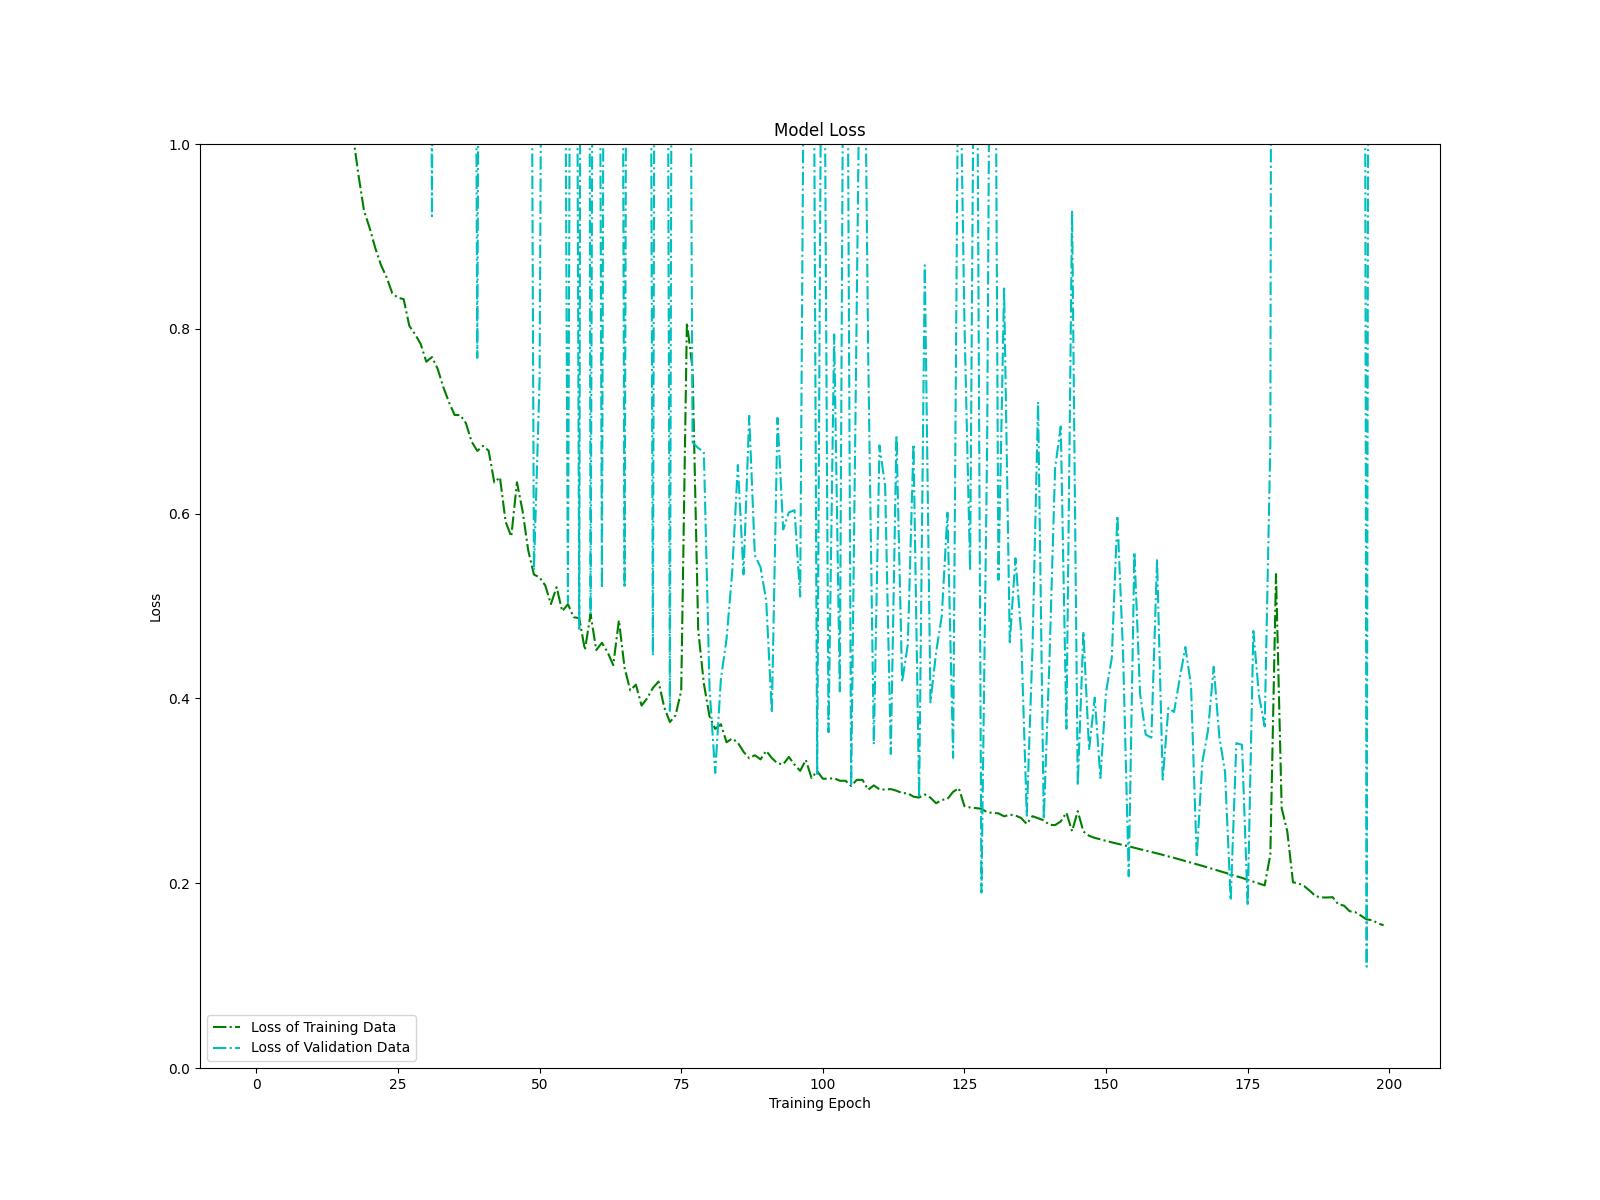 Model Loss
1.0
0.8
0.6
0.4
0.2
0.0
Loss
Loss of Training Data
Loss of Validation Data
0 25 50 75 100 125 150 175 200
Training Epoch